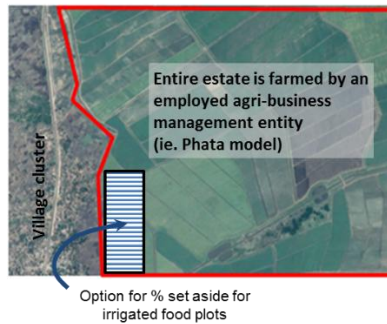 Entire estate is farmed by an
employed agri-business
management entity
(ie. Phata model)
Village cluster
Option for % set aside for
irrigated food plots